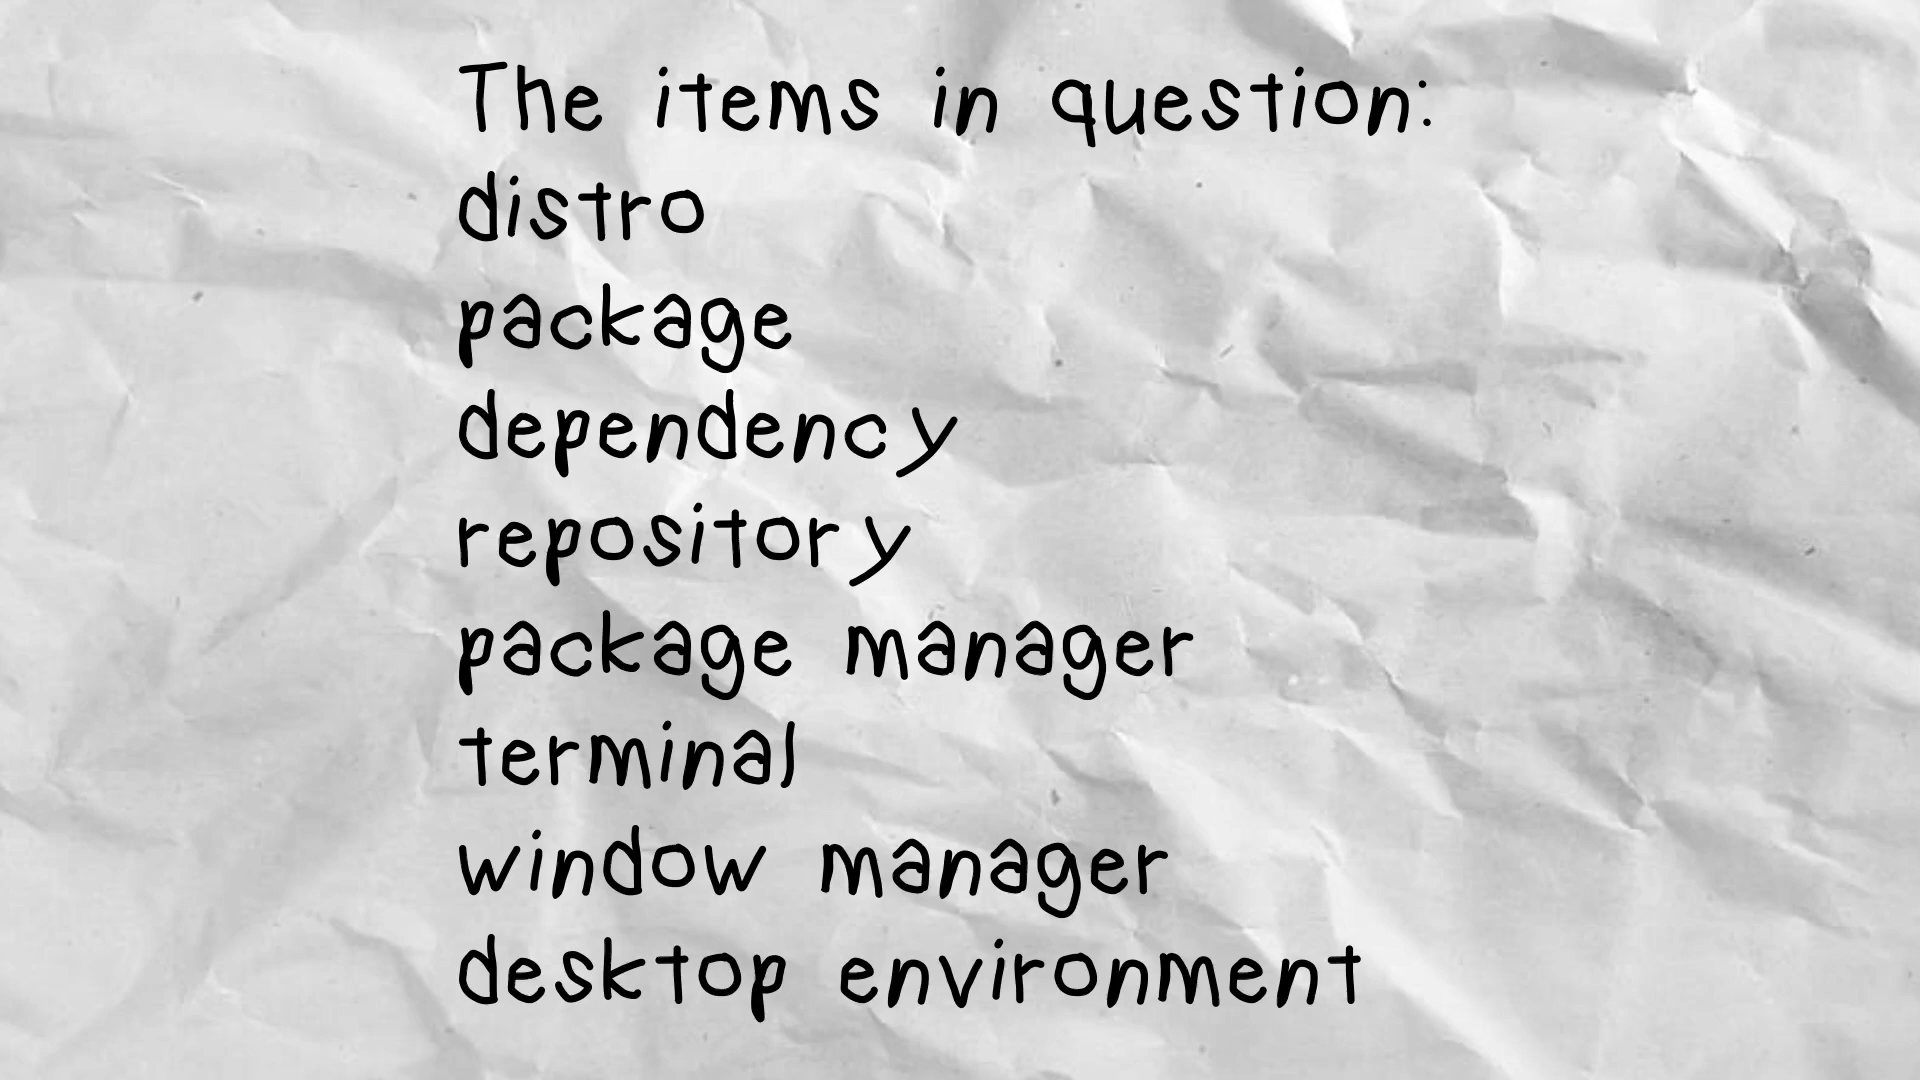 The items in question:
distro
package
dependency
repository
package manager
terminal
window manager
desktop environment